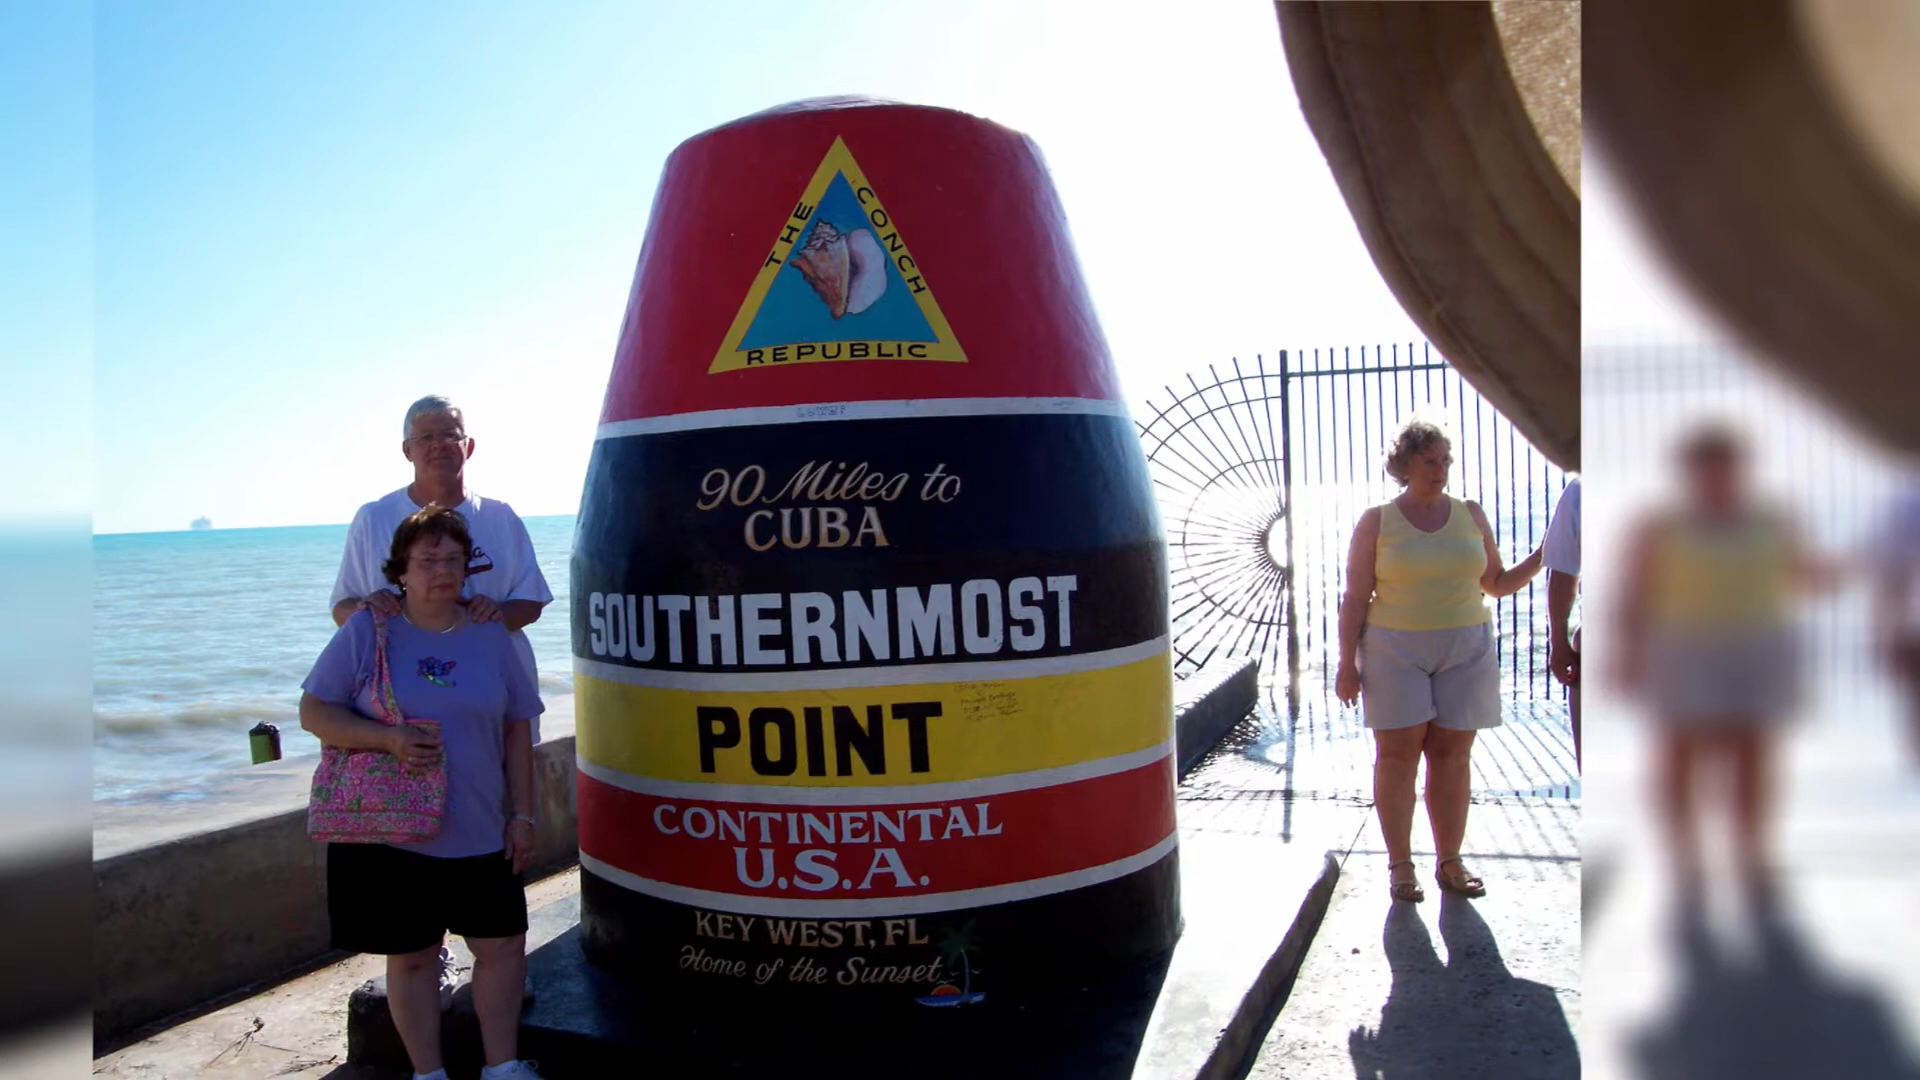 THE CONCH
REPUBLIC
90 Miles to
CUBA
SOUTHERNMOST
POINT
CONTINENTAL
U.S.A.
KEY WEST, FL
Home of the Sunset